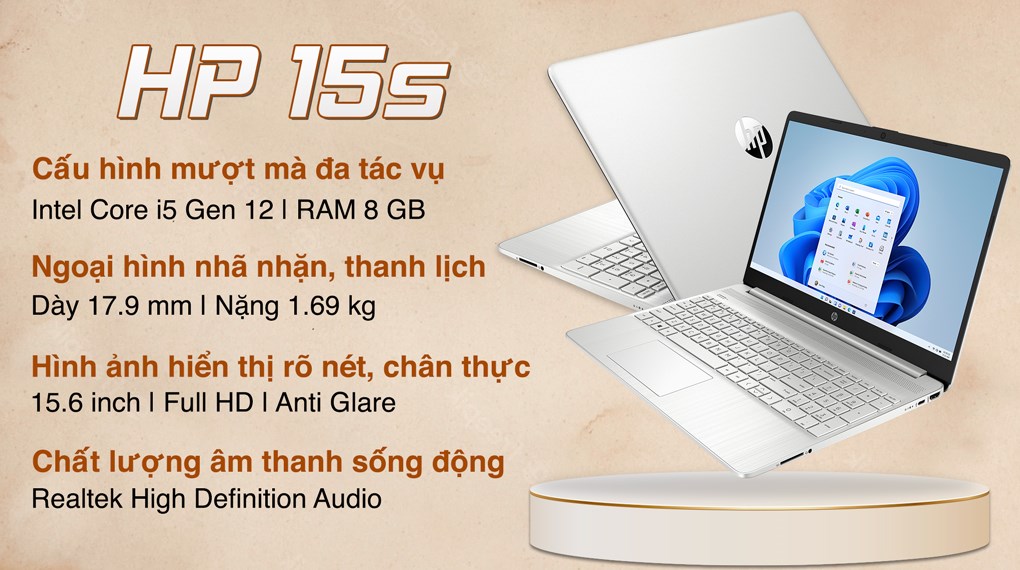 HP 15s
Cấu hình mượt mà đa tác vụ
Intel Core i5 Gen 12 | RAM 8 GB
Ngoại hình nhã nhặn, thanh lịch
Dày 17.9 mm | Nặng 1.69 kg
Hình ảnh hiển thị rõ nét, chân thực
15.6 inch | Full HD | Anti Glare
Chất lượng âm thanh sống động
Realtek High Definition Audio
hp